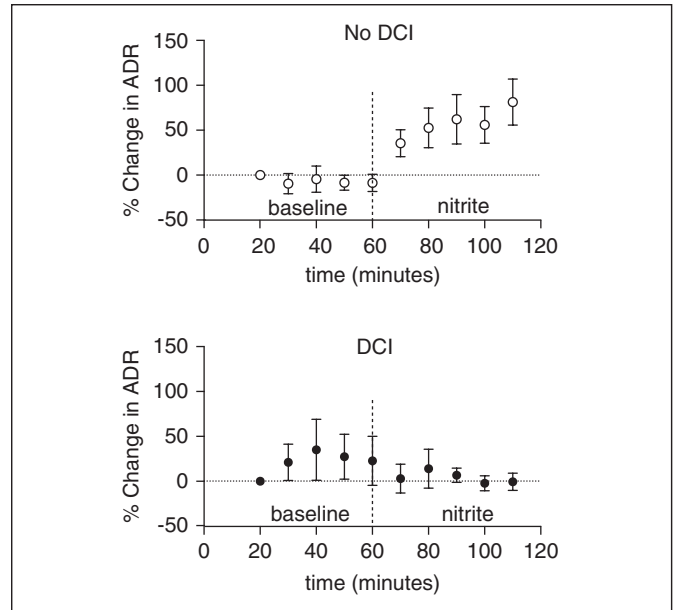 No DCI
% Change in ADR
150
100
50
0
-50
baseline nitrite
0 20 40 60 80 100 120
time (minutes)
DCI
% Change in ADR
150
100
50
0
-50
baseline nitrite
0 20 40 60 80 100 120
time (minutes)